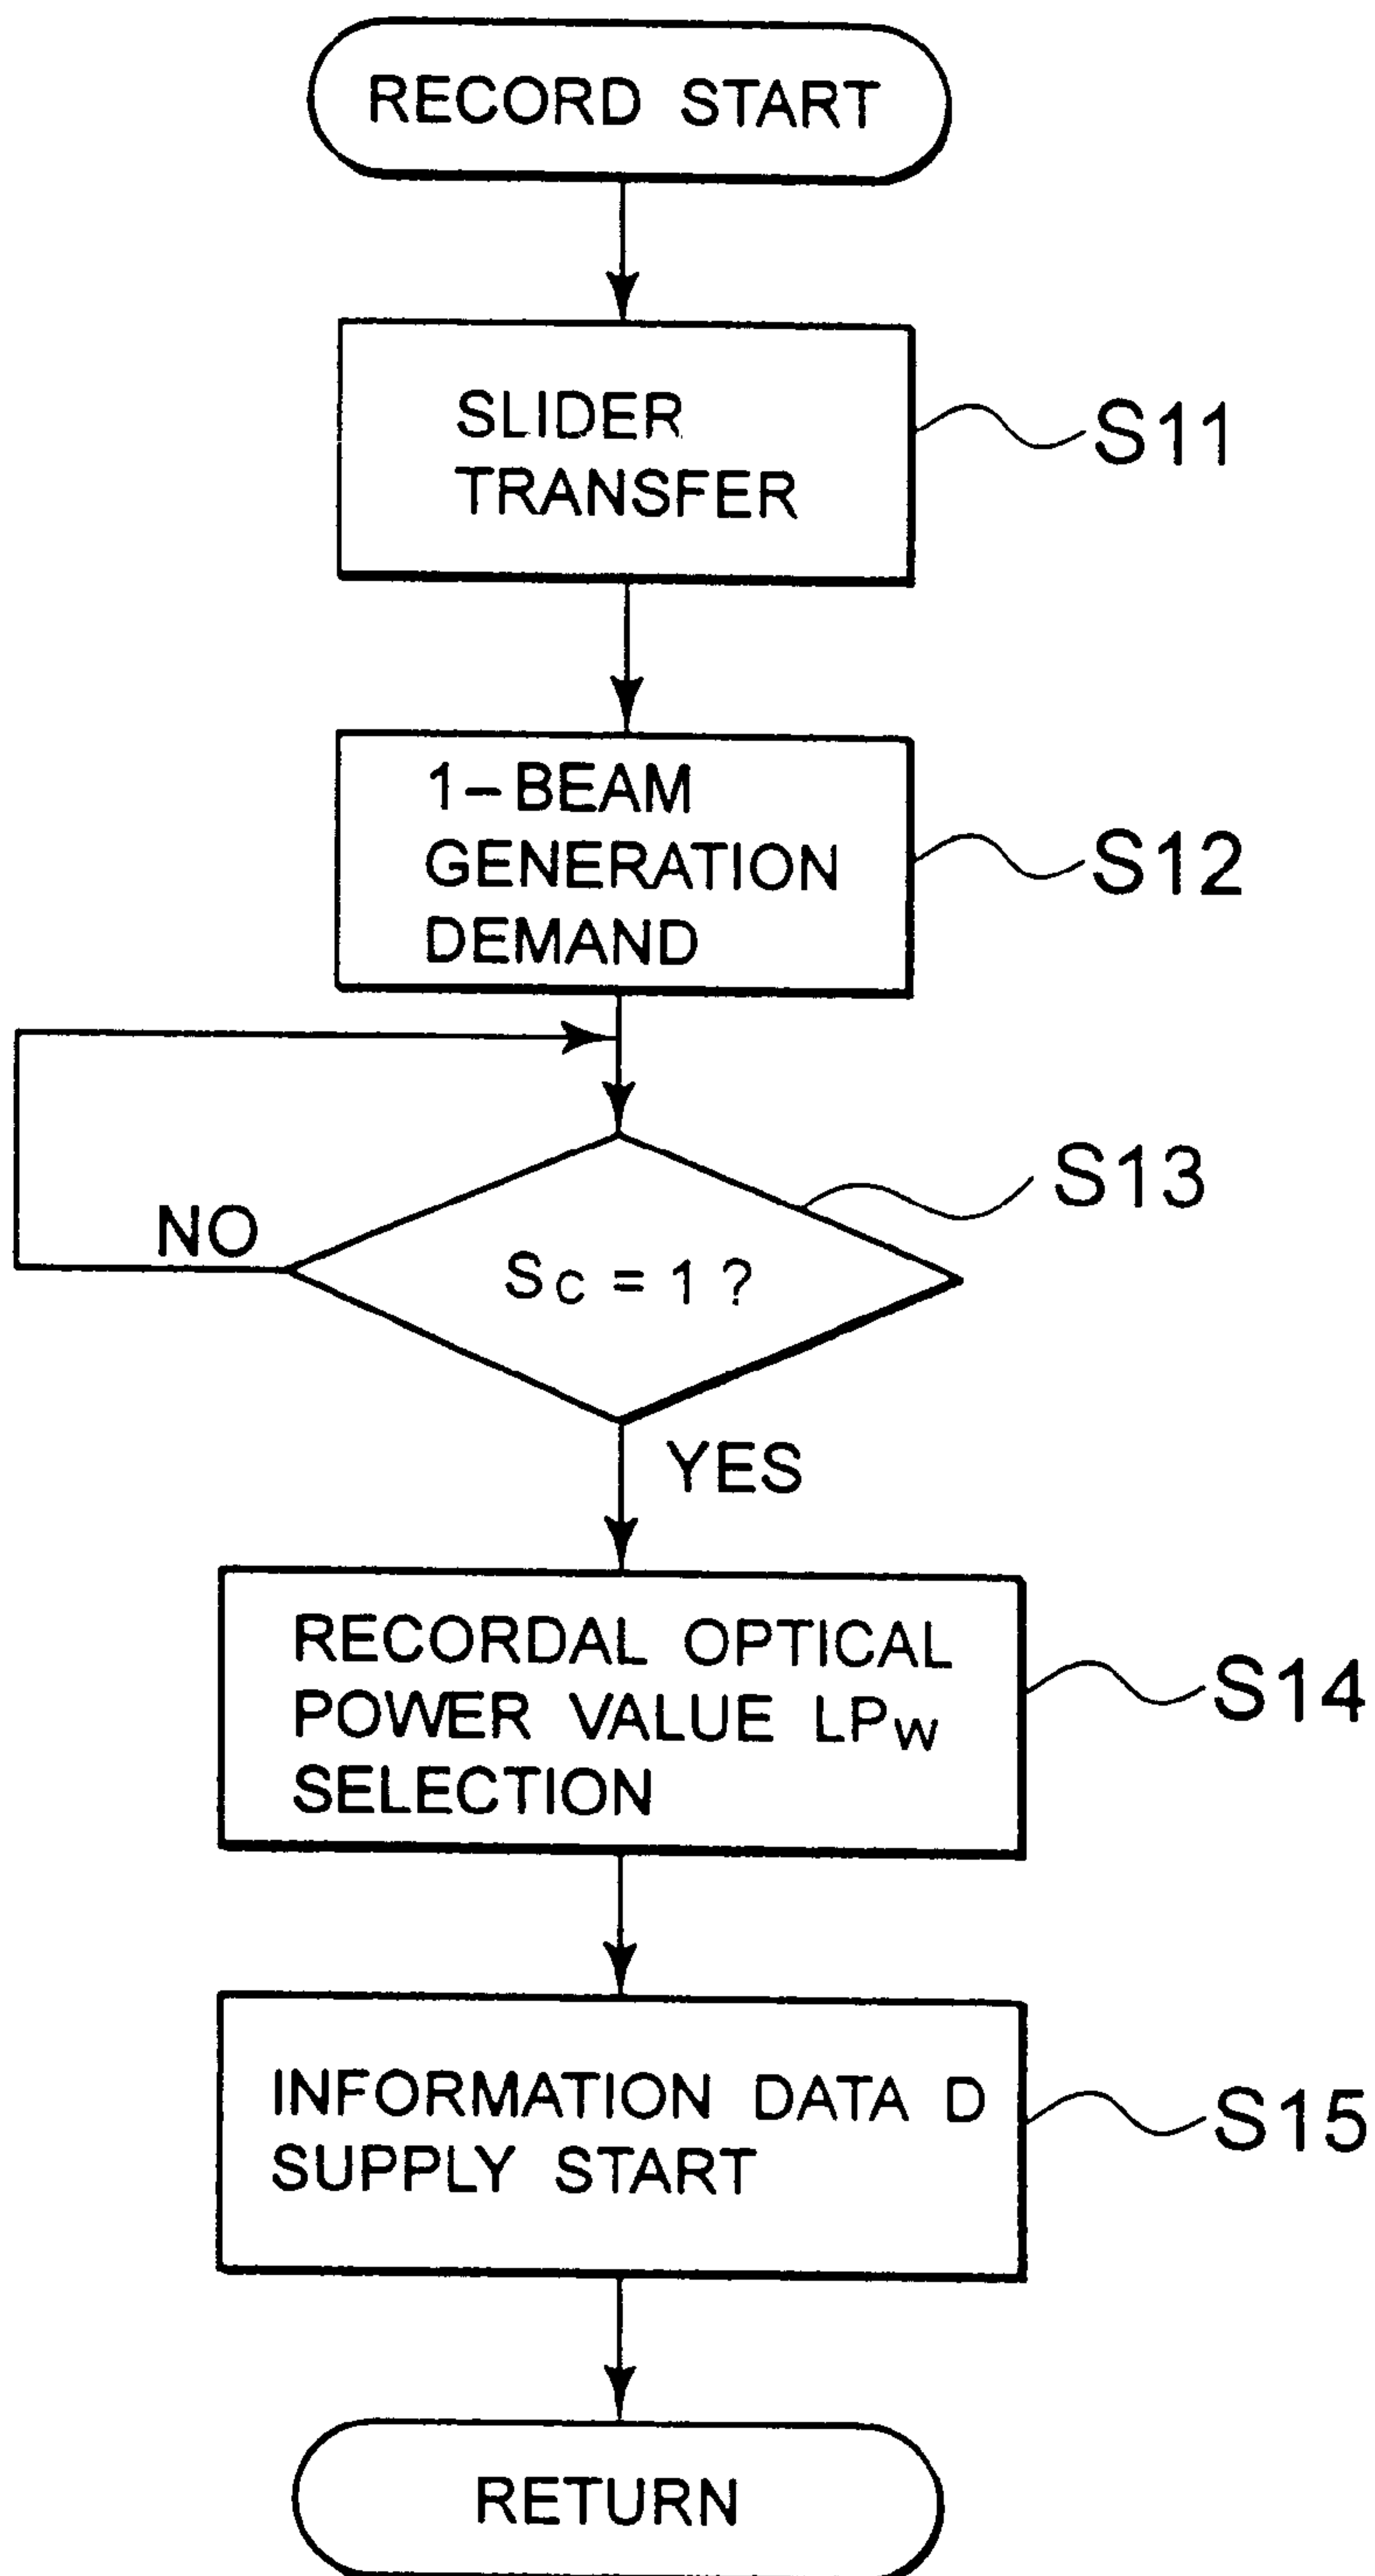 RECORD START
SLIDER
TRANSFER
S11
1-BEAM
GENERATION
DEMAND
S12
S13
NO
Sc = 1 ?
YES
RECORDAL OPTICAL
POWER VALUE LPw
SELECTION
S14
INFORMATION DATA D
SUPPLY START
S15
RETURN